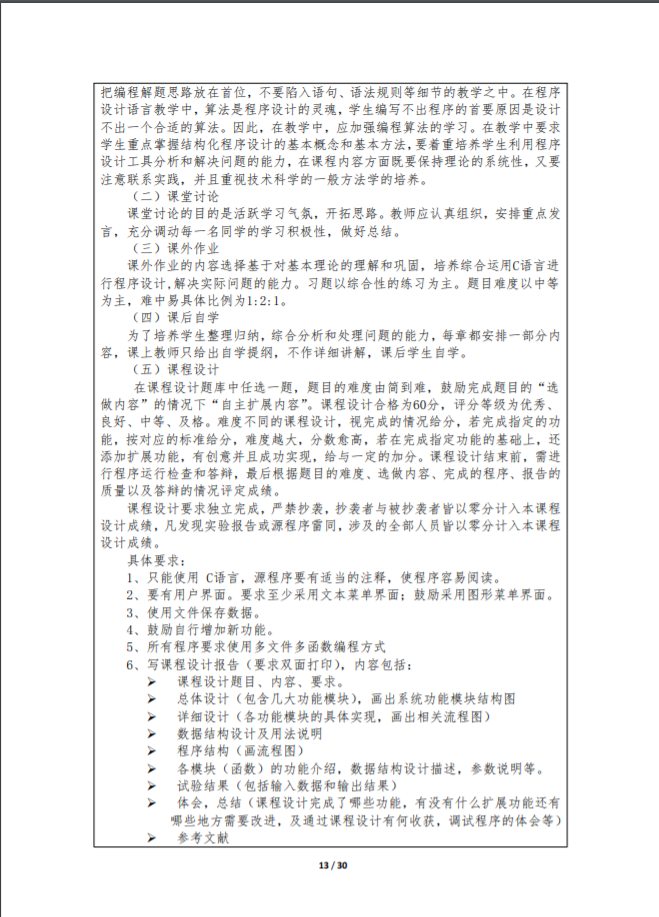 把编程解题思路放在首位，不要陷入语句、语法规则等细节的教学之中。在程序
设计语言教学中，算法是程序设计的灵魂，学生编写不出程序的首要原因是设计
不出一个合适的算法。因此，在教学中，应加强编程算法的学习。在教学中要求
学生重点掌握结构化程序设计的基本概念和基本方法，要着重培养学生利用程序
设计工具分析和解决问题的能力，在课程内容方面既要保持理论的系统性，又要
注意联系实践，并且重视技术科学的一般方法学的培养。
（二）课堂讨论
课堂讨论的目的是活跃学习气氛，开拓思路。教师应认真组织，安排重点发
言，充分调动每一名同学的学习积极性，做好总结。
（三）课外作业
课外作业的内容选择基于对基本理论的理解和巩固，培养综合运用C语言进
行程序设计,解决实际问题的能力。习题以综合性的练习为主。题目难度以中等
为主，难中易具体比例为1:2:1。
（四）课后自学
为了培养学生整理归纳，综合分析和处理问题的能力，每章都安排一部分内
容，课上教师只给出自学提纲，不作详细讲解，课后学生自学。
（五）课程设计
在课程设计题库中任选一题，题目的难度由简到难，鼓励完成题目的“选
做内容”的情况下“自主扩展内容”。课程设计合格为60分，评分等级为优秀、
良好、中等、及格。难度不同的课程设计，视完成的情况给分，若完成指定的功
能，按对应的标准给分，难度越大，分数愈高，若在完成指定功能的基础上，还
添加扩展功能，有创意并且成功实现，给与一定的加分。课程设计结束前，需进
行程序运行检查和答辩，最后根据题目的难度、选做内容、完成的程序、报告的
质量以及答辩的情况评定成绩。
课程设计要求独立完成，严禁抄袭，抄袭者与被抄袭者皆以零分计入本课程
设计成绩，凡发现实验报告或源程序雷同，涉及的全部人员皆以零分计入本课程
设计成绩。
具体要求：
1、只能使用 C语言，源程序要有适当的注释，使程序容易阅读。
2、要有用户界面。要求至少采用文本菜单界面；鼓励采用图形菜单界面。
3、使用文件保存数据。
4、鼓励自行增加新功能。
5、所有程序要求使用多文件多函数编程方式
6、写课程设计报告（要求双面打印），内容包括：
➢ 课程设计题目、内容、要求。
➢ 总体设计（包含几大功能模块），画出系统功能模块结构图
➢ 详细设计（各功能模块的具体实现，画出相关流程图）
➢ 数据结构设计及用法说明
➢ 程序结构（画流程图）
➢ 各模块（函数）的功能介绍，数据结构设计描述，参数说明等。
➢ 试验结果（包括输入数据和输出结果）
➢ 体会，总结（课程设计完成了哪些功能，有没有什么扩展功能还有
哪些地方需要改进，及通过课程设计有何收获，调试程序的体会等）
➢ 参考文献
13 / 30